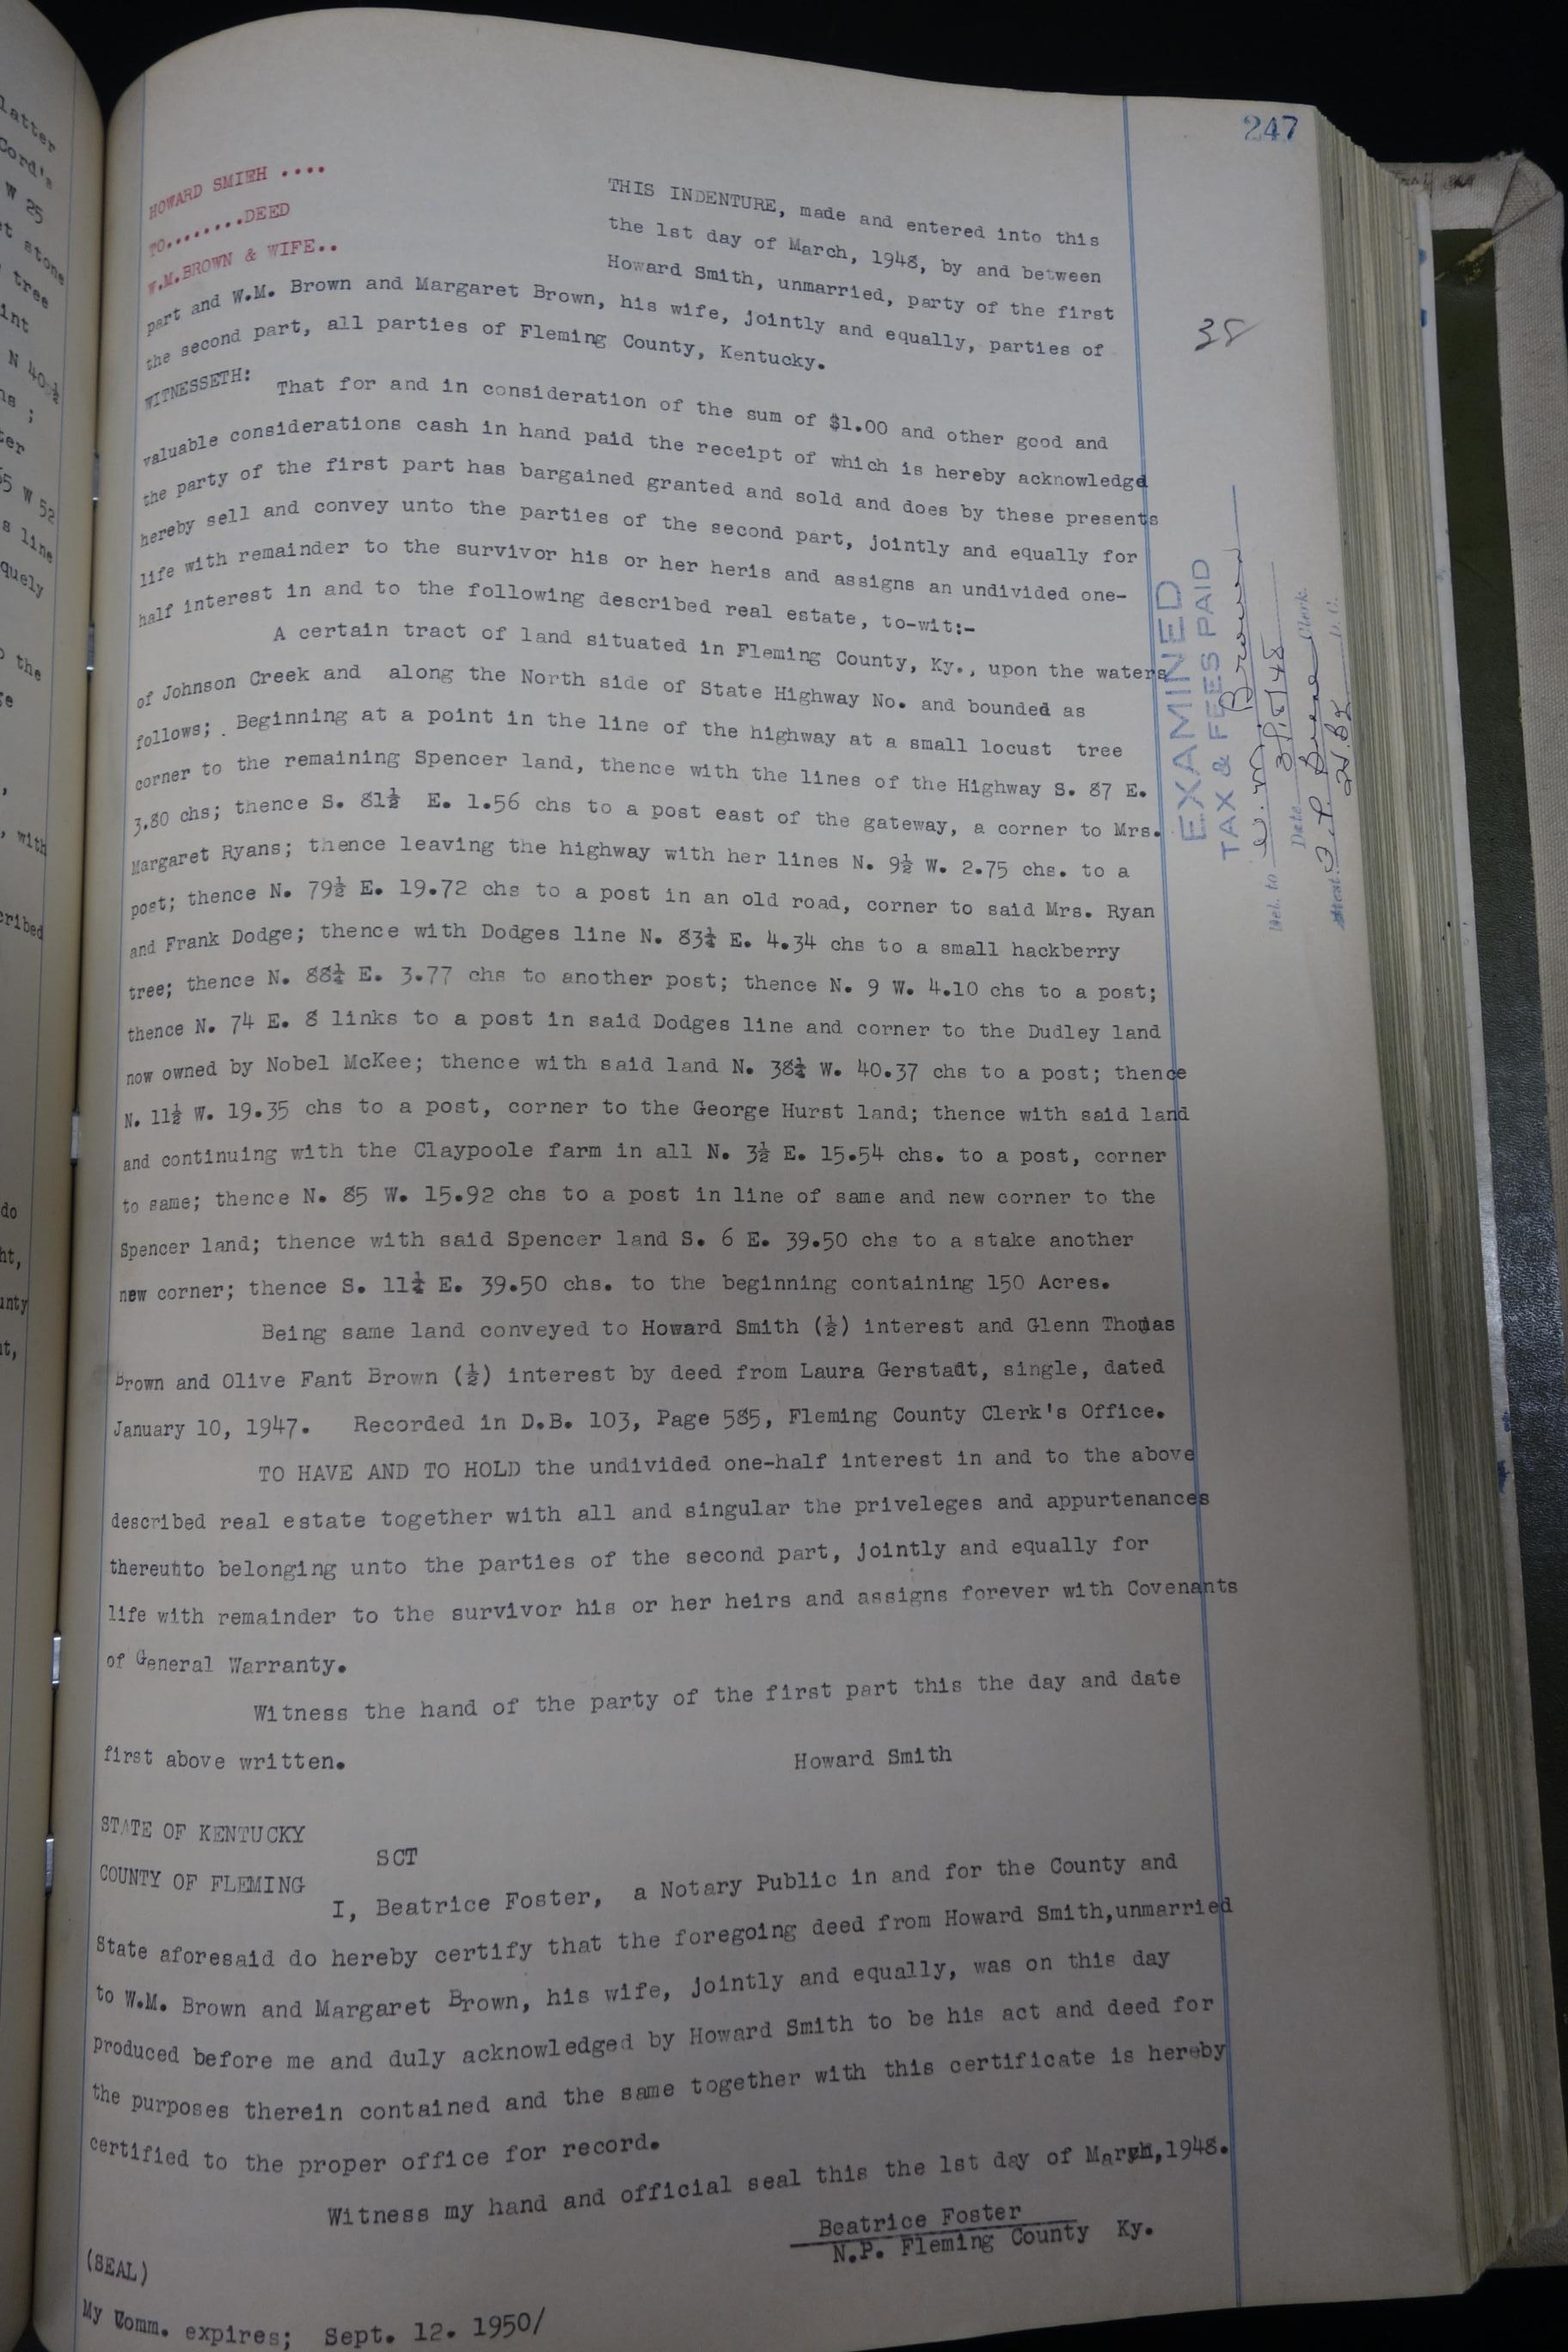 247
HOWARD SMIEH ....
TO........DEED
W.M.BROWN & WIFE..
THIS INDENTURE, made and entered into this
the 1st day of March, 1948, by and between
Howard Smith, unmarried, party of the first
part and W.M. Brown and Margaret Brown, his wife, jointly and equally, parties of
the second part, all parties of Fleming County, Kentucky.
WITNESSETH:
That for and in consideration of the sum of $1.00 and other good and
valuable considerations cash in hand paid the receipt of which is hereby acknowledged
the party of the first part has bargained granted and sold and does by these presents
hereby sell and convey unto the parties of the second part, jointly and equally for
life with remainder to the survivor his or her heris and assigns an undivided one-
half interest in and to the following described real estate, to-wit:-
A certain tract of land situated in Fleming County, Ky., upon the waters
of Johnson Creek and along the North side of State Highway No. and bounded as
follows; . Beginning at a point in the line of the highway at a small locust tree
corner to the remaining Spencer land, thence with the lines of the Highway S. 87 E.
3.80 chs; thence S. 81½ E. 1.56 chs to a post east of the gateway, a corner to Mrs.
Margaret Ryans; thence leaving the highway with her lines N. 9½ W. 2.75 chs. to a
post; thence N. 79½ E. 19.72 chs to a post in an old road, corner to said Mrs. Ryan
and Frank Dodge; thence with Dodges line N. 83¼ E. 4.34 chs to a small hackberry
tree; thence N. 88¼ E. 3.77 chs to another post; thence N. 9 W. 4.10 chs to a post;
thence N. 74 E. 8 links to a post in said Dodges line and corner to the Dudley land
now owned by Nobel McKee; thence with said land N. 38¼ W. 40.37 chs to a post; thence
N. 11½ W. 19.35 chs to a post, corner to the George Hurst land; thence with said land
and continuing with the Claypoole farm in all N. 3½ E. 15.54 chs. to a post, corner
to same; thence N. 85 W. 15.92 chs to a post in line of same and new corner to the
Spencer land; thence with said Spencer land S. 6 E. 39.50 chs to a stake another
new corner; thence S. 11¼ E. 39.50 chs. to the beginning containing 150 Acres.
Being same land conveyed to Howard Smith (½) interest and Glenn Thomas
Brown and Olive Fant Brown (½) interest by deed from Laura Gerstadt, single, dated
January 10, 1947. Recorded in D.B. 103, Page 585, Fleming County Clerk's Office.
TO HAVE AND TO HOLD the undivided one-half interest in and to the above
described real estate together with all and singular the priveleges and appurtenances
thereunto belonging unto the parties of the second part, jointly and equally for
life with remainder to the survivor his or her heirs and assigns forever with Covenants
of General Warranty.
Witness the hand of the party of the first part this the day and date
first above written.
Howard Smith
STATE OF KENTUCKY
SCT
COUNTY OF FLEMING
I, Beatrice Foster, a Notary Public in and for the County and
State aforesaid do hereby certify that the foregoing deed from Howard Smith,unmarried
to W.M. Brown and Margaret Brown, his wife, jointly and equally, was on this day
produced before me and duly acknowledged by Howard Smith to be his act and deed for
the purposes therein contained and the same together with this certificate is hereby
certified to the proper office for record.
Witness my hand and official seal this the 1st day of March,1948.
Beatrice Foster
N.P. Fleming County Ky.
(SEAL)
My Comm. expires; Sept. 12. 1950/
38
EXAMINED
TAX & FEES PAID
Del. to W. M. Brown
Date 3/15/48
Clerk.
D. C.
latter
Cord's
W 25
stone
tree
int
N 40½
ns ;
ter
W 52
s line
quely
the
, with
cribed
do
ht,
unty